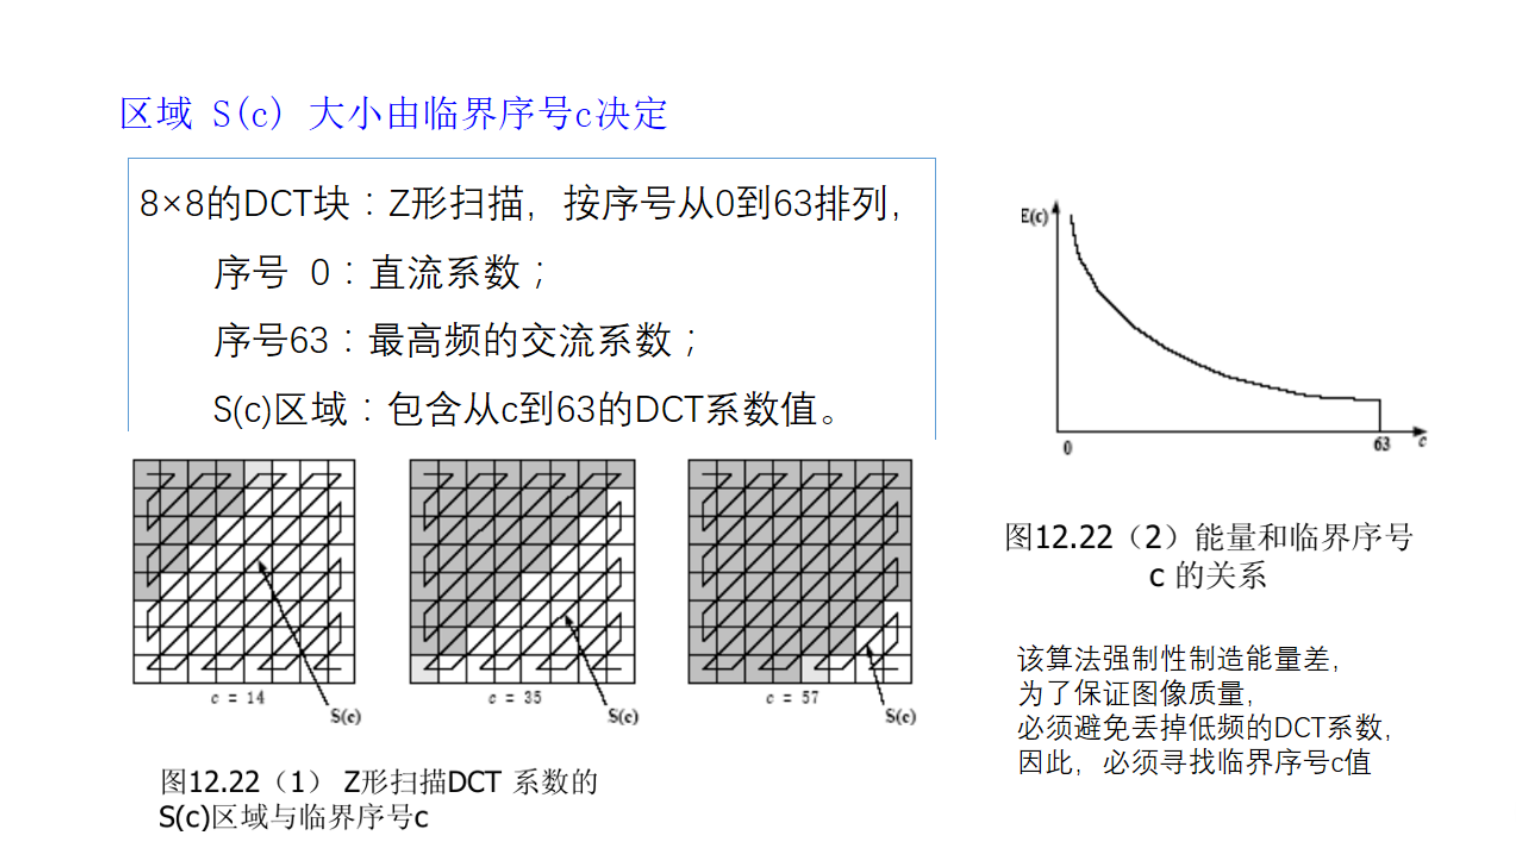 区域 S(c) 大小由临界序号c决定
8×8的DCT块：Z形扫描，按序号从0到63排列，
序号 0：直流系数；
序号63：最高频的交流系数；
S(c)区域：包含从c到63的DCT系数值。
c = 14
S(c)
c = 35
S(c)
c = 57
S(c)
图12.22（1） Z形扫描DCT 系数的
S(c)区域与临界序号c
E(c)
0
63
c
图12.22（2）能量和临界序号
c 的关系
该算法强制性制造能量差，
为了保证图像质量，
必须避免丢掉低频的DCT系数，
因此，必须寻找临界序号c值